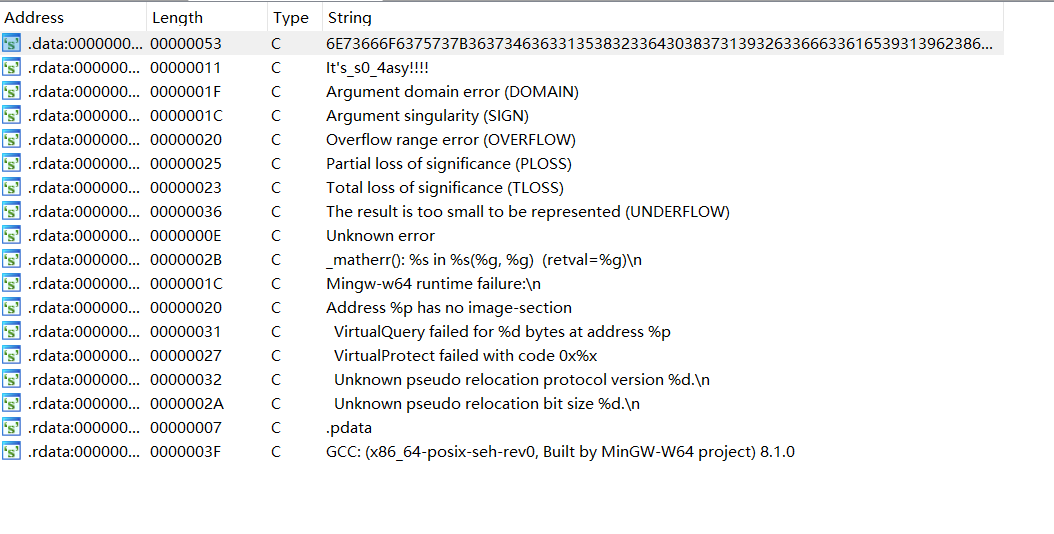 Address Length Type String
.data:0000000... 00000053 C 6E73666F6375737B363734636331353832336430383731393263366633616539313962386...
.rdata:000000... 00000011 C It's_s0_4asy!!!!
.rdata:000000... 0000001F C Argument domain error (DOMAIN)
.rdata:000000... 0000001C C Argument singularity (SIGN)
.rdata:000000... 00000020 C Overflow range error (OVERFLOW)
.rdata:000000... 00000025 C Partial loss of significance (PLOSS)
.rdata:000000... 00000023 C Total loss of significance (TLOSS)
.rdata:000000... 00000036 C The result is too small to be represented (UNDERFLOW)
.rdata:000000... 0000000E C Unknown error
.rdata:000000... 0000002B C _matherr(): %s in %s(%g, %g)  (retval=%g)\n
.rdata:000000... 0000001C C Mingw-w64 runtime failure:\n
.rdata:000000... 00000020 C Address %p has no image-section
.rdata:000000... 00000031 C VirtualQuery failed for %d bytes at address %p
.rdata:000000... 00000027 C VirtualProtect failed with code 0x%x
.rdata:000000... 00000032 C Unknown pseudo relocation protocol version %d.\n
.rdata:000000... 0000002A C Unknown pseudo relocation bit size %d.\n
.rdata:000000... 00000007 C .pdata
.rdata:000000... 0000003F C GCC: (x86_64-posix-seh-rev0, Built by MinGW-W64 project) 8.1.0